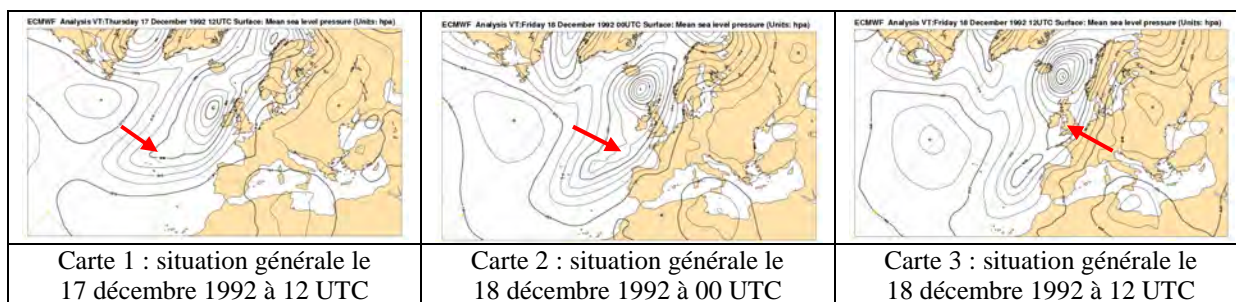 ECMWF Analysis VT:Thursday 17 December 1992 12UTC Surface: Mean sea level pressure (Units: hpa)
ECMWF Analysis VT:Friday 18 December 1992 00UTC Surface: Mean sea level pressure (Units: hpa)
ECMWF Analysis VT:Friday 18 December 1992 12UTC Surface: Mean sea level pressure (Units: hpa)
Carte 1 : situation générale le
17 décembre 1992 à 12 UTC
Carte 2 : situation générale le
18 décembre 1992 à 00 UTC
Carte 3 : situation générale le
18 décembre 1992 à 12 UTC